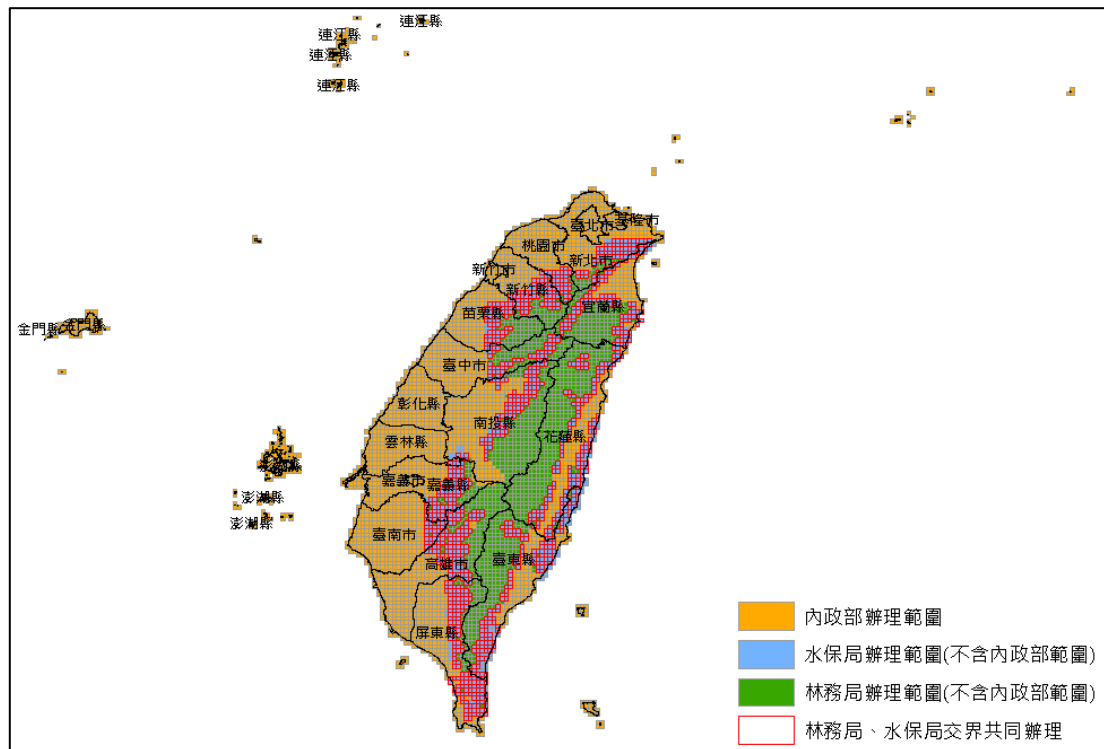 連江縣
連江縣
連江縣
連江縣
基隆市
臺北市
桃園市
新北市
新竹市
新竹縣
宜蘭縣
苗栗縣
金門縣
金門縣
臺中市
彰化縣
南投縣
花蓮縣
雲林縣
嘉義市
嘉義縣
澎湖縣
澎湖縣
臺南市
臺東縣
高雄市
屏東縣
內政部辦理範圍
水保局辦理範圍(不含內政部範圍)
林務局辦理範圍(不含內政部範圍)
林務局、水保局交界共同辦理